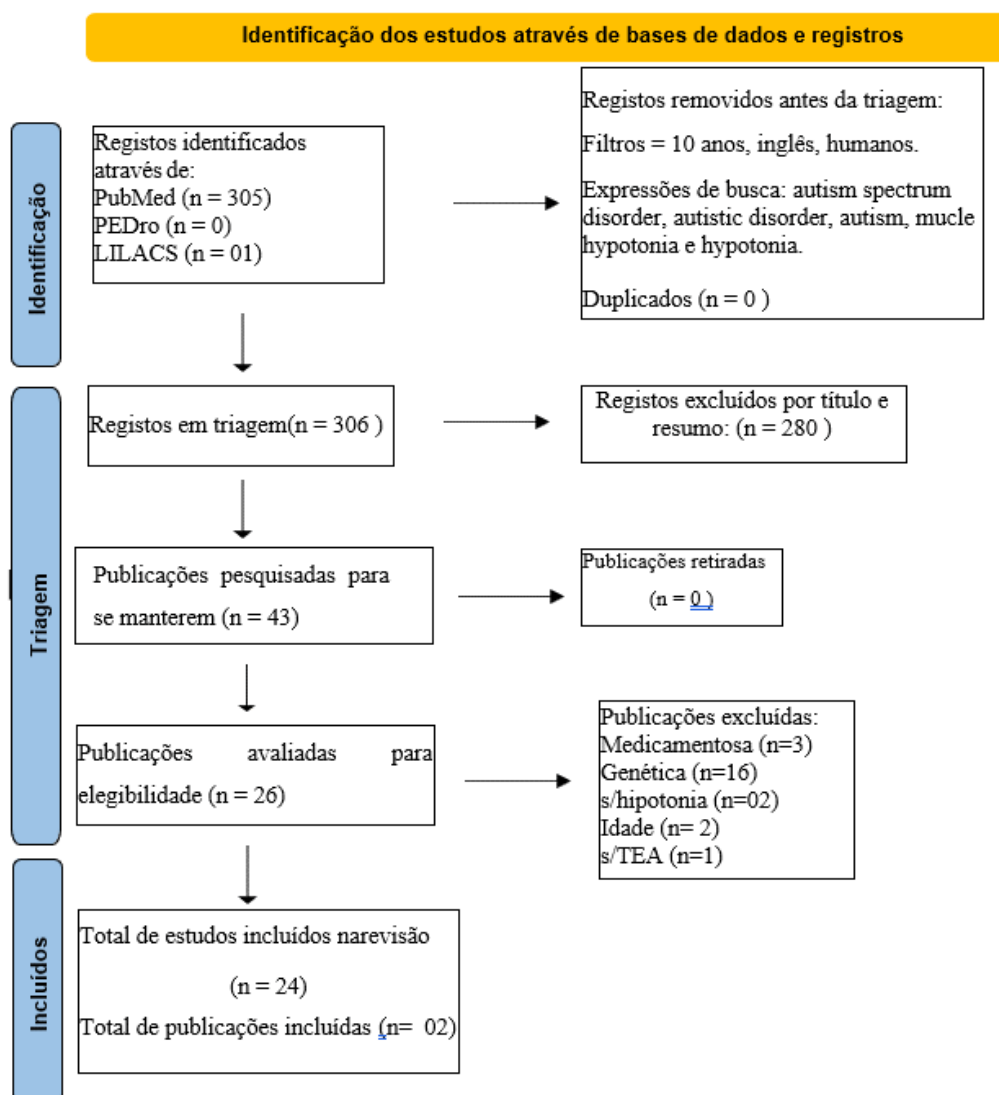 Identificação dos estudos através de bases de dados e registros
Identificação
Registos identificados
através de:
PubMed (n = 305)
PEDro (n = 0)
LILACS (n = 01)
Registos removidos antes da triagem:
Filtros = 10 anos, inglês, humanos.
Expressões de busca: autism spectrum
disorder, autistic disorder, autism, mucle
hypotonia e hypotonia.
Duplicados (n = 0 )
Triagem
Registos em triagem(n = 306 )
Registos excluídos por título e
resumo: (n = 280 )
Publicações pesquisadas para
se manterem (n = 43)
Publicações retiradas
(n = 0 )
Publicações avaliadas para
elegibilidade (n = 26)
Publicações excluídas:
Medicamentosa (n=3)
Genética (n=16)
s/hipotonia (n=02)
Idade (n= 2)
s/TEA (n=1)
Incluídos
Total de estudos incluídos narevisão
(n = 24)
Total de publicações incluídas (n= 02)